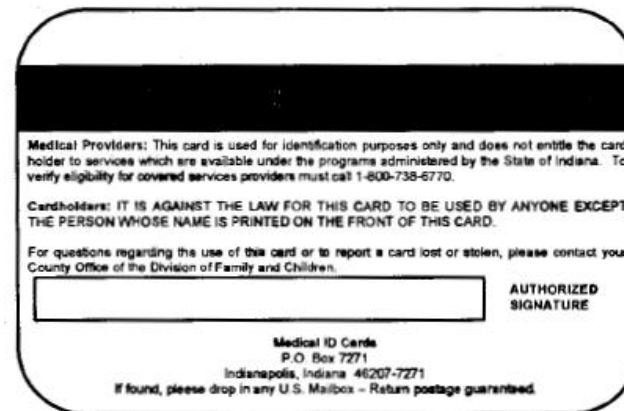 Medical Providers: This card is used for identification purposes only and does not entitle the card
holder to services which are available under the programs administered by the State of Indiana. To
verify eligibility for covered services providers must call 1-800-738-6770.
Cardholders: IT IS AGAINST THE LAW FOR THIS CARD TO BE USED BY ANYONE EXCEPT
THE PERSON WHOSE NAME IS PRINTED ON THE FRONT OF THIS CARD.
For questions regarding the use of this card or to report a card lost or stolen, please contact your
County Office of the Division of Family and Children.
AUTHORIZED
SIGNATURE
Medical ID Cards
P.O. Box 7271
Indianapolis, Indiana 46207-7271
If found, please drop in any U.S. Mailbox – Return postage guaranteed.